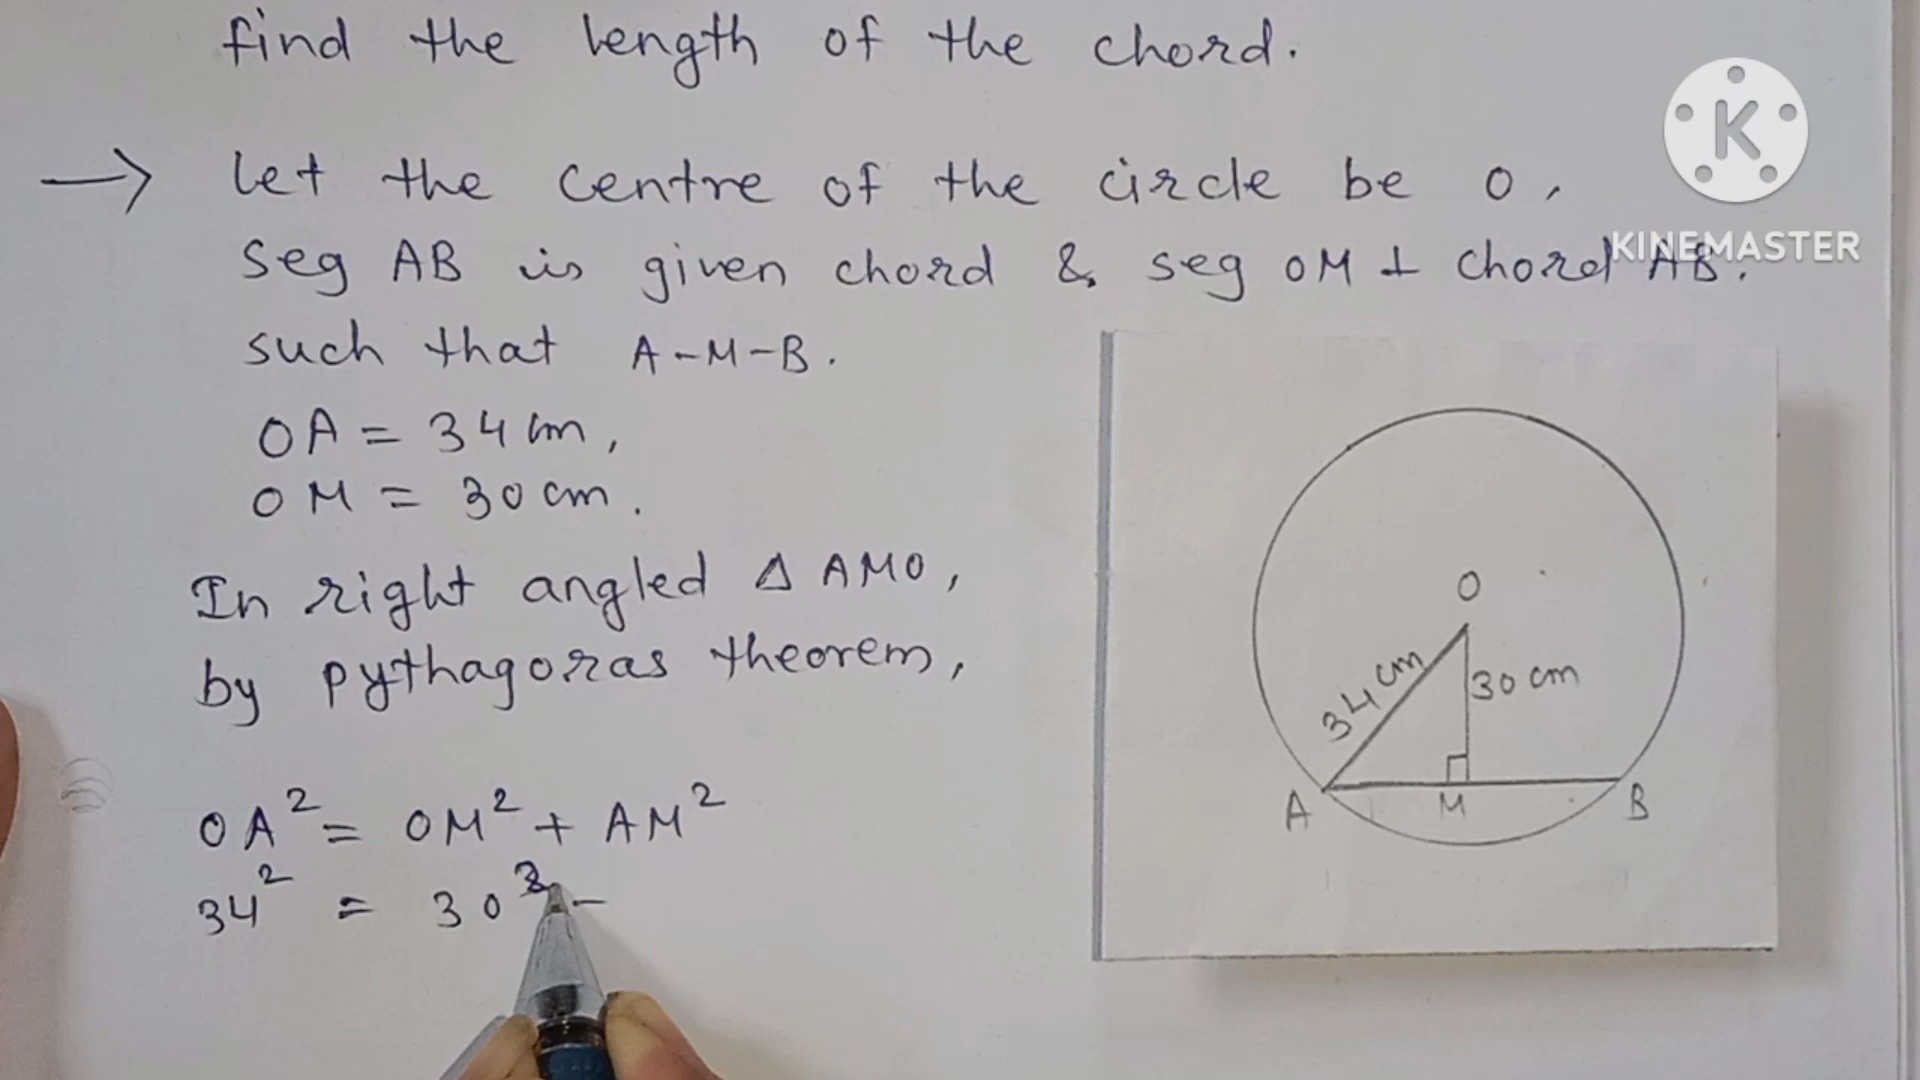 find the length of the chord.
Let the centre of the circle be O,
seg AB is given chord & seg OM ⊥ chord AB.
such that A-M-B.
OA = 34 cm,
OM = 30 cm.
In right angled Δ AMO,
by pythagoras theorem,
OA² = OM² + AM²
34² = 30² -
O
34 cm
30 cm
A
M
B
K
KINEMASTER